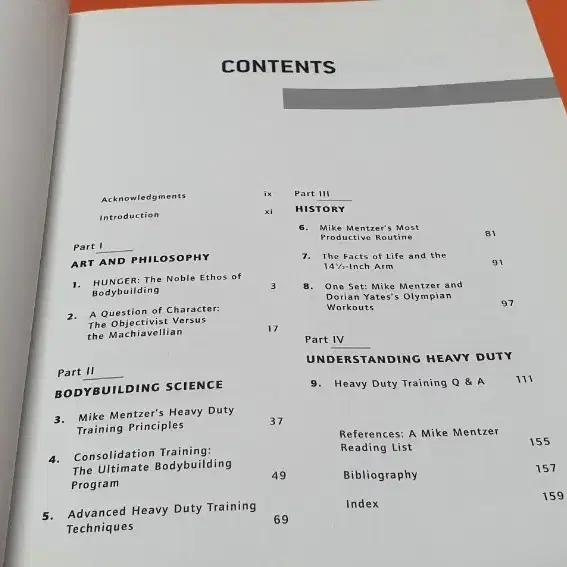 CONTENTS
Acknowledgments ix
Introduction xi
Part I
ART AND PHILOSOPHY
1. HUNGER: The Noble Ethos of
Bodybuilding 3
2. A Question of Character:
The Objectivist Versus
the Machiavellian 17
Part II
BODYBUILDING SCIENCE
3. Mike Mentzer's Heavy Duty
Training Principles 37
4. Consolidation Training:
The Ultimate Bodybuilding
Program 49
5. Advanced Heavy Duty Training
Techniques 69
Part III
HISTORY
6. Mike Mentzer's Most
Productive Routine 81
7. The Facts of Life and the
14½-Inch Arm 91
8. One Set: Mike Mentzer and
Dorian Yates's Olympian
Workouts 97
Part IV
UNDERSTANDING HEAVY DUTY
9. Heavy Duty Training Q & A 111
References: A Mike Mentzer
Reading List 155
Bibliography 157
Index 159